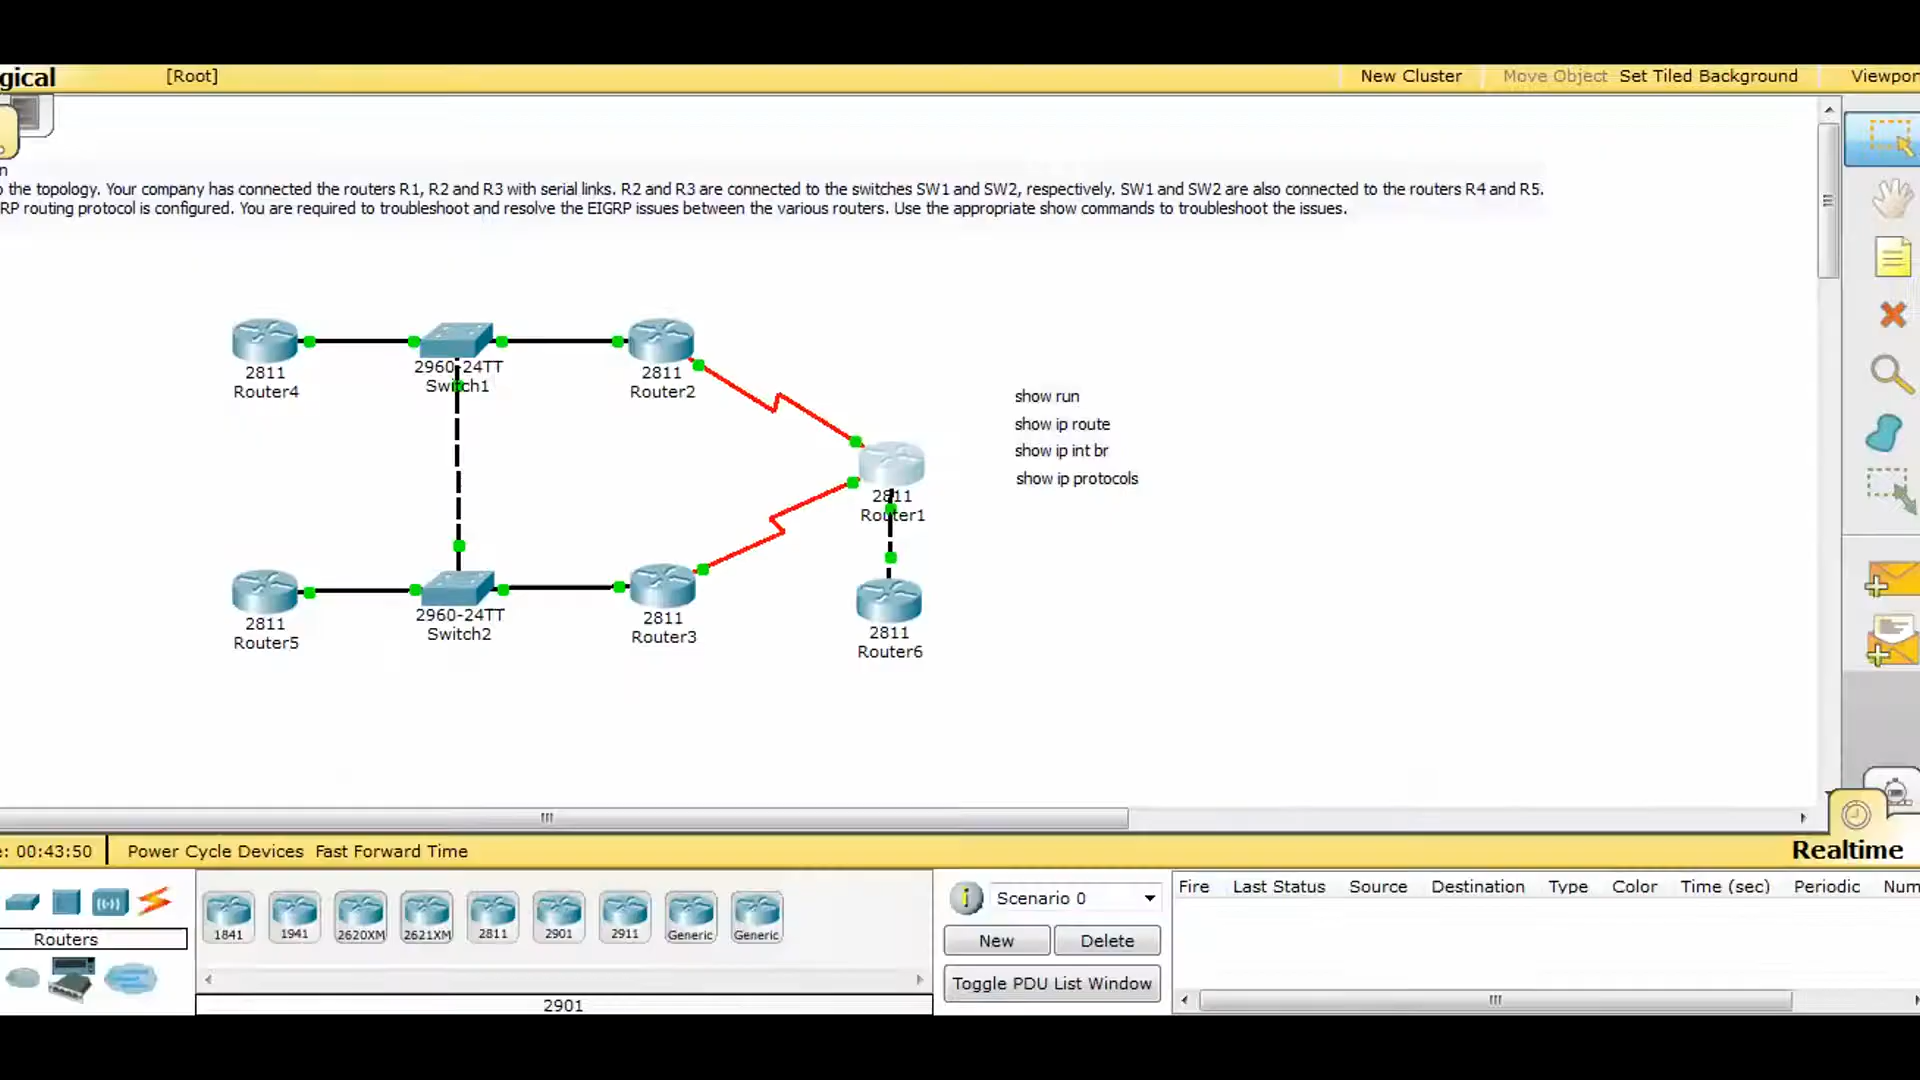 gical [Root] New Cluster Move Object Set Tiled Background Viewpor
n
o the topology. Your company has connected the routers R1, R2 and R3 with serial links. R2 and R3 are connected to the switches SW1 and SW2, respectively. SW1 and SW2 are also connected to the routers R4 and R5.
RP routing protocol is configured. You are required to troubleshoot and resolve the EIGRP issues between the various routers. Use the appropriate show commands to troubleshoot the issues.
2811
Router4
2960-24TT
Switch1
2811
Router2
show run
show ip route
show ip int br
show ip protocols
2811
Router1
2811
Router5
2960-24TT
Switch2
2811
Router3
2811
Router6
e: 00:43:50 Power Cycle Devices Fast Forward Time
Realtime
Routers
1841 1941 2620XM 2621XM 2811 2901 2911 Generic Generic
2901
i Scenario 0
New Delete
Toggle PDU List Window
Fire Last Status Source Destination Type Color Time (sec) Periodic Num